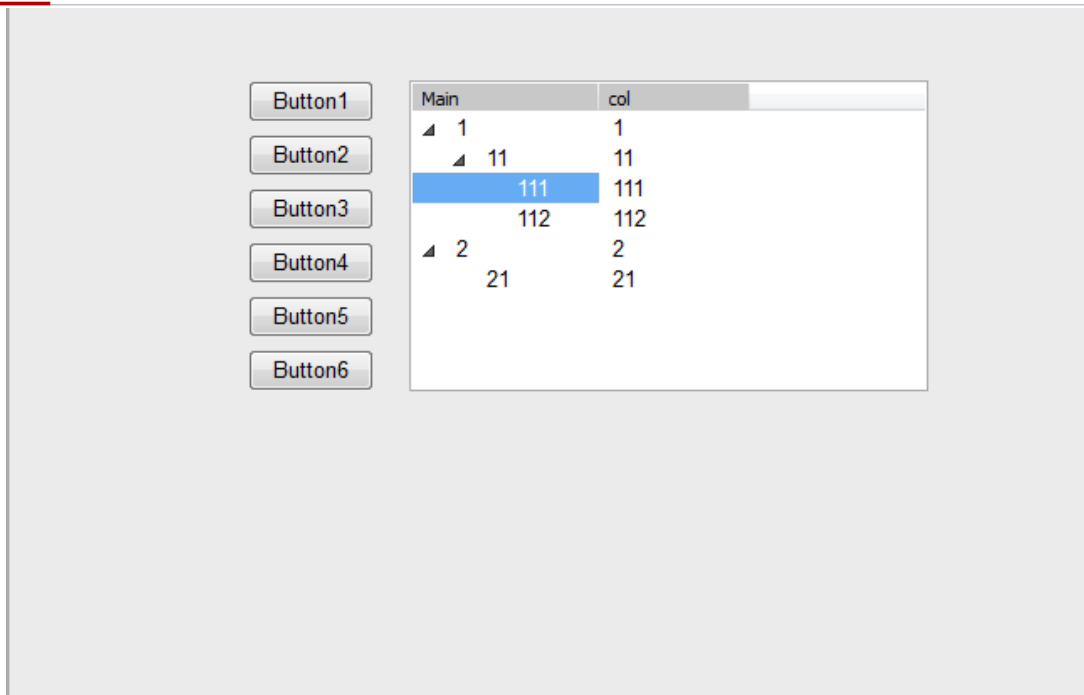 Button1
Button2
Button3
Button4
Button5
Button6
Main col
1 1
11 11
111 111
112 112
2 2
21 21